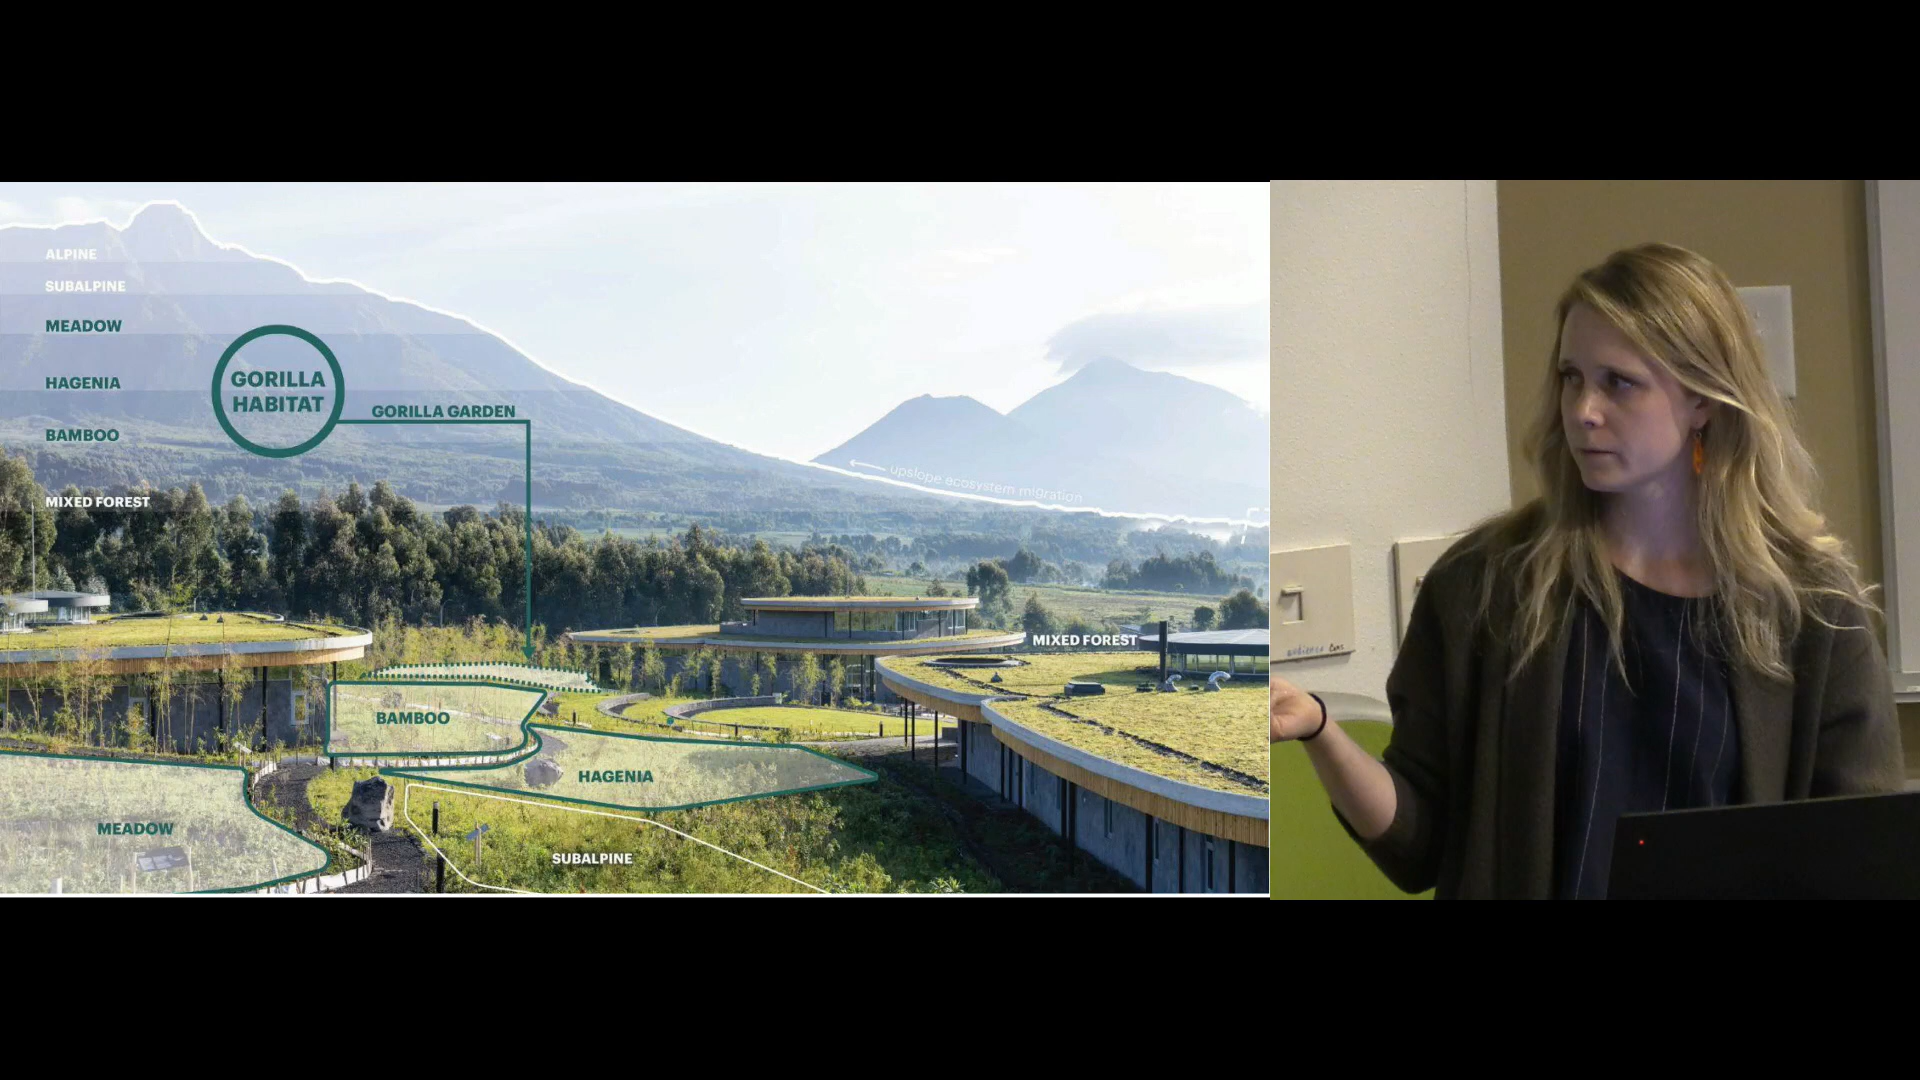 ALPINE
SUBALPINE
MEADOW
HAGENIA
BAMBOO
MIXED FOREST
GORILLA
HABITAT
GORILLA GARDEN
upslope ecosystem migration
MIXED FOREST
BAMBOO
HAGENIA
MEADOW
SUBALPINE
audience